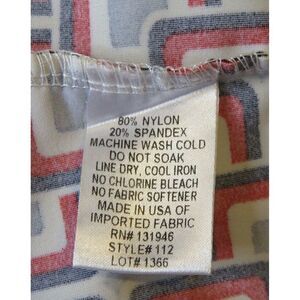 80% NYLON
20% SPANDEX
MACHINE WASH COLD
DO NOT SOAK
LINE DRY, COOL IRON
NO CHLORINE BLEACH
NO FABRIC SOFTENER
MADE IN USA OF
IMPORTED FABRIC
RN# 131946
STYLE# 112
LOT# 1366